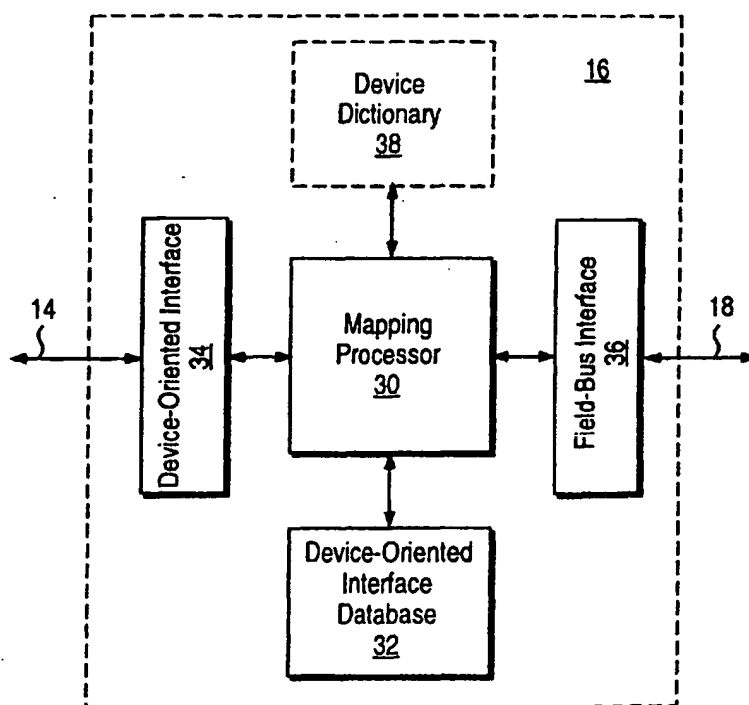 16
Device
Dictionary
38
14
Device-Oriented Interface
34
Mapping
Processor
30
Field-Bus Interface
36
18
Device-Oriented
Interface
Database
32